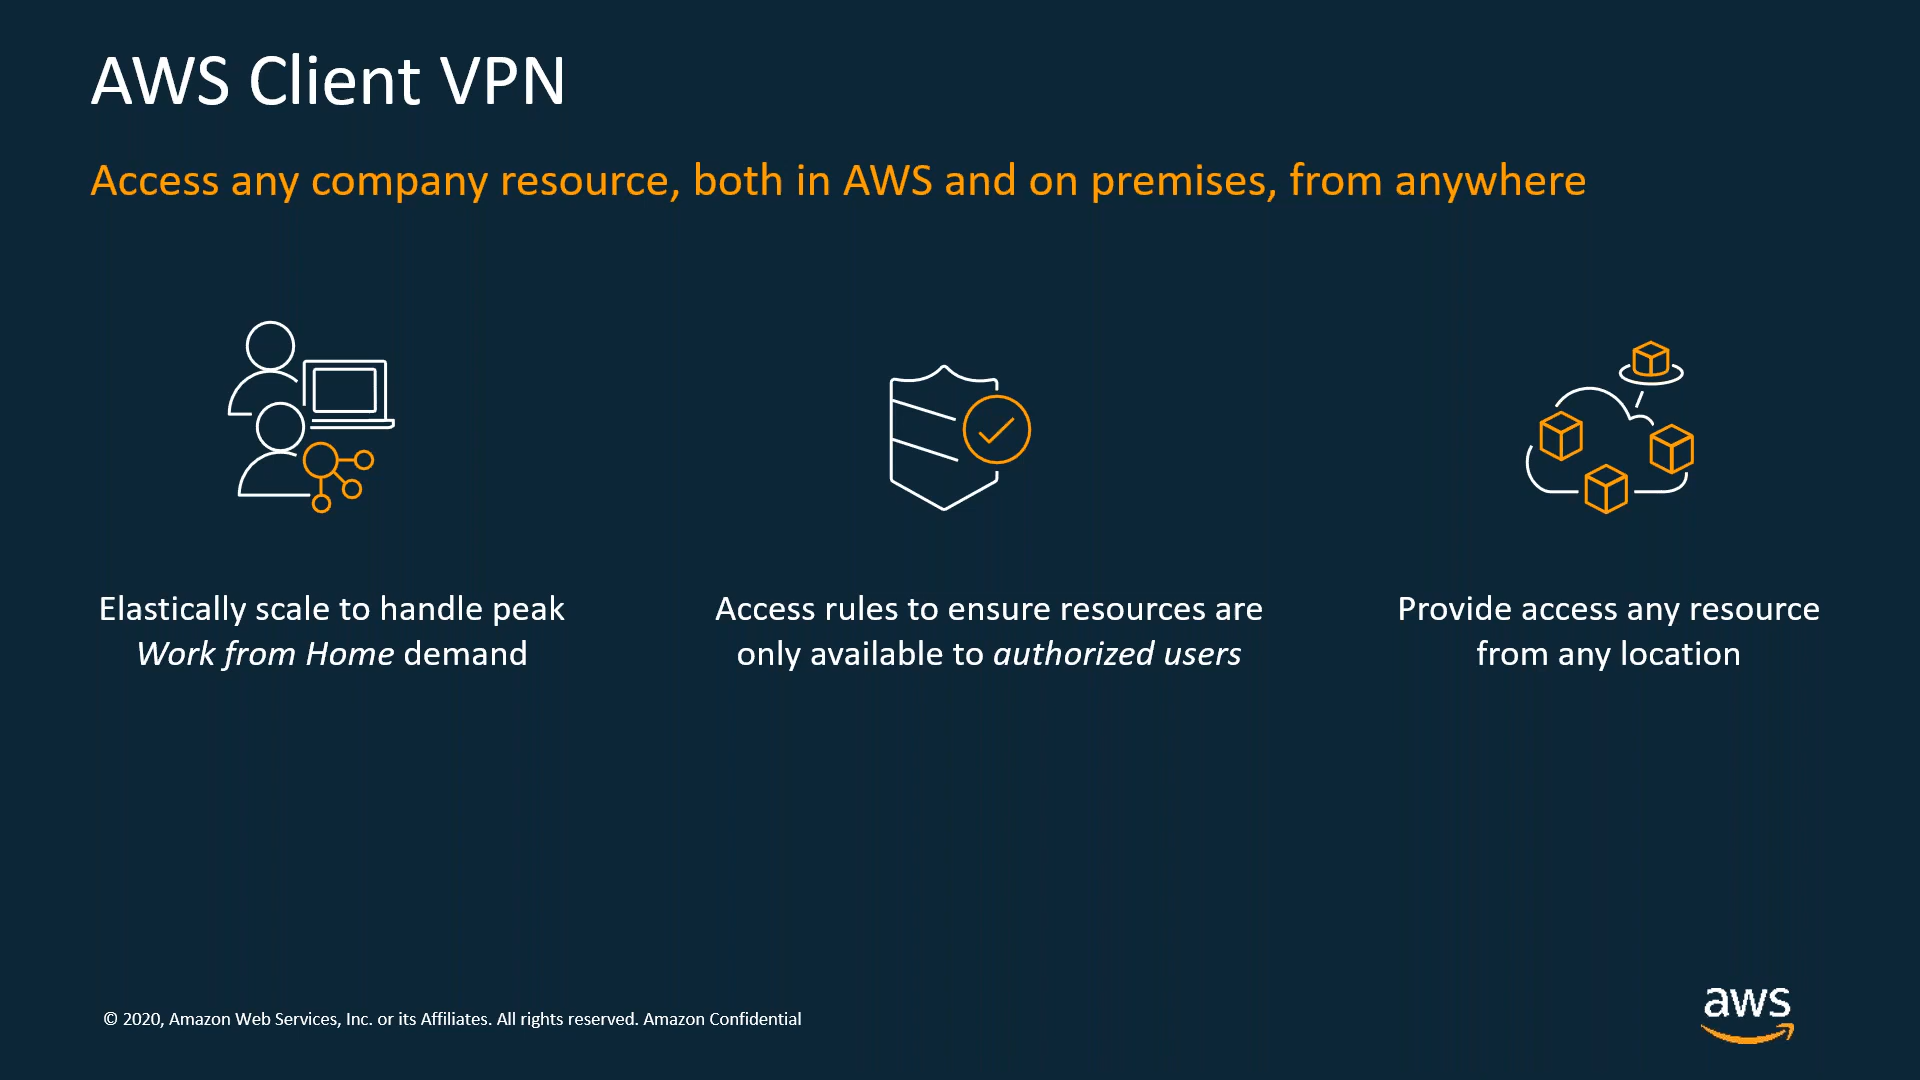 AWS Client VPN
Access any company resource, both in AWS and on premises, from anywhere
Elastically scale to handle peak
Work from Home demand
Access rules to ensure resources are
only available to authorized users
Provide access any resource
from any location
© 2020, Amazon Web Services, Inc. or its Affiliates. All rights reserved. Amazon Confidential
aws